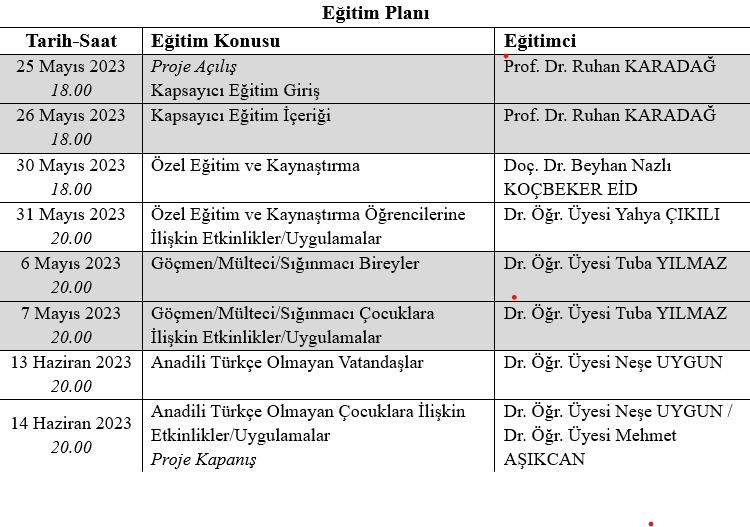 Eğitim Planı
Tarih-Saat Eğitim Konusu Eğitimci
25 Mayıs 2023 Proje Açılış Prof. Dr. Ruhan KARADAĞ
18.00 Kapsayıcı Eğitim Giriş
26 Mayıs 2023 Kapsayıcı Eğitim İçeriği Prof. Dr. Ruhan KARADAĞ
18.00
30 Mayıs 2023 Özel Eğitim ve Kaynaştırma Doç. Dr. Beyhan Nazlı
18.00 KOÇBEKER EİD
31 Mayıs 2023 Özel Eğitim ve Kaynaştırma Öğrencilerine Dr. Öğr. Üyesi Yahya ÇIKILI
20.00 İlişkin Etkinlikler/Uygulamalar
6 Mayıs 2023 Göçmen/Mülteci/Sığınmacı Bireyler Dr. Öğr. Üyesi Tuba YILMAZ
20.00
7 Mayıs 2023 Göçmen/Mülteci/Sığınmacı Çocuklara Dr. Öğr. Üyesi Tuba YILMAZ
20.00 İlişkin Etkinlikler/Uygulamalar
13 Haziran 2023 Anadili Türkçe Olmayan Vatandaşlar Dr. Öğr. Üyesi Neşe UYGUN
20.00
14 Haziran 2023 Anadili Türkçe Olmayan Çocuklara İlişkin Dr. Öğr. Üyesi Neşe UYGUN /
20.00 Etkinlikler/Uygulamalar Dr. Öğr. Üyesi Mehmet
Proje Kapanış AŞIKCAN